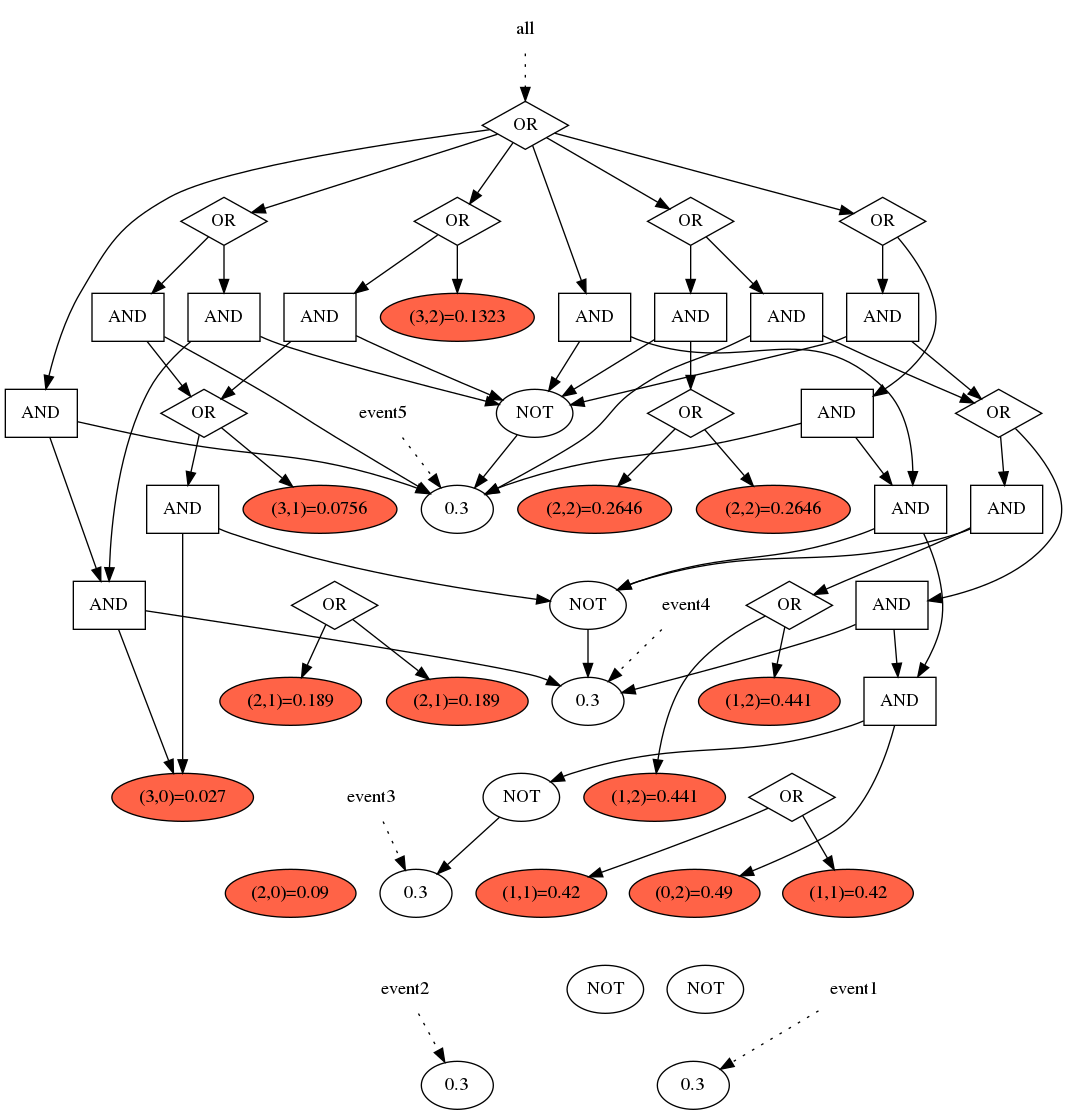 all
OR
OR
OR
OR
OR
AND
AND
AND
(3,2)=0.1323
AND
AND
AND
AND
AND
OR
event5
NOT
OR
AND
OR
AND
(3,1)=0.0756
0.3
(2,2)=0.2646
(2,2)=0.2646
AND
AND
AND
OR
NOT
event4
OR
AND
(2,1)=0.189
(2,1)=0.189
0.3
(1,2)=0.441
AND
(3,0)=0.027
event3
NOT
(1,2)=0.441
OR
(2,0)=0.09
0.3
(1,1)=0.42
(0,2)=0.49
(1,1)=0.42
event2
NOT
NOT
event1
0.3
0.3